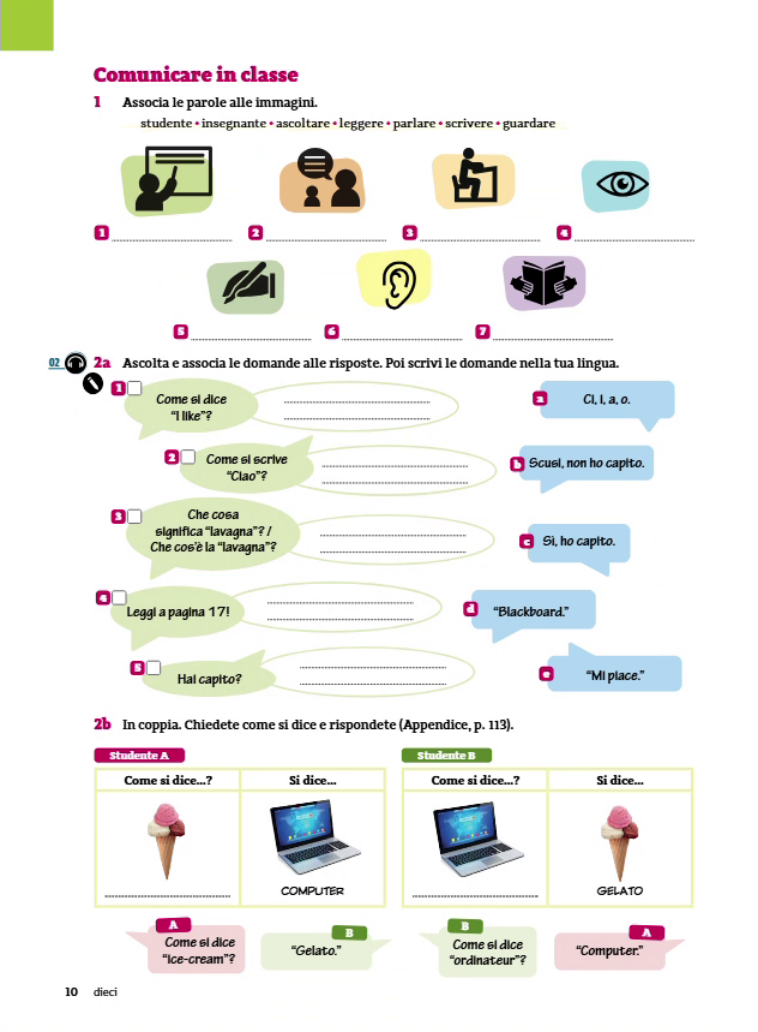 Comunicare in classe
1 Associa le parole alle immagini.
studente • insegnante • ascoltare • leggere • parlare • scrivere • guardare
1 2 3 4
5 6 7
02 2a Ascolta e associa le domande alle risposte. Poi scrivi le domande nella tua lingua.
1 Come si dice
“I like”?
a Ci, i, a, o.
2 Come si scrive
“Ciao”?
b Scusi, non ho capito.
3 Che cosa
significa “lavagna”? /
Che cos’è la “lavagna”?
c Sì, ho capito.
4 Leggi a pagina 17!
d “Blackboard.”
5 Hai capito?
e “Mi piace.”
2b In coppia. Chiedete come si dice e rispondete (Appendice, p. 113).
Studente A Studente B
Come si dice...? Si dice... Come si dice...? Si dice...
COMPUTER GELATO
A
Come si dice
“ice-cream”?
B
“Gelato.”
B
Come si dice
“ordinateur”?
A
“Computer.”
10 dieci